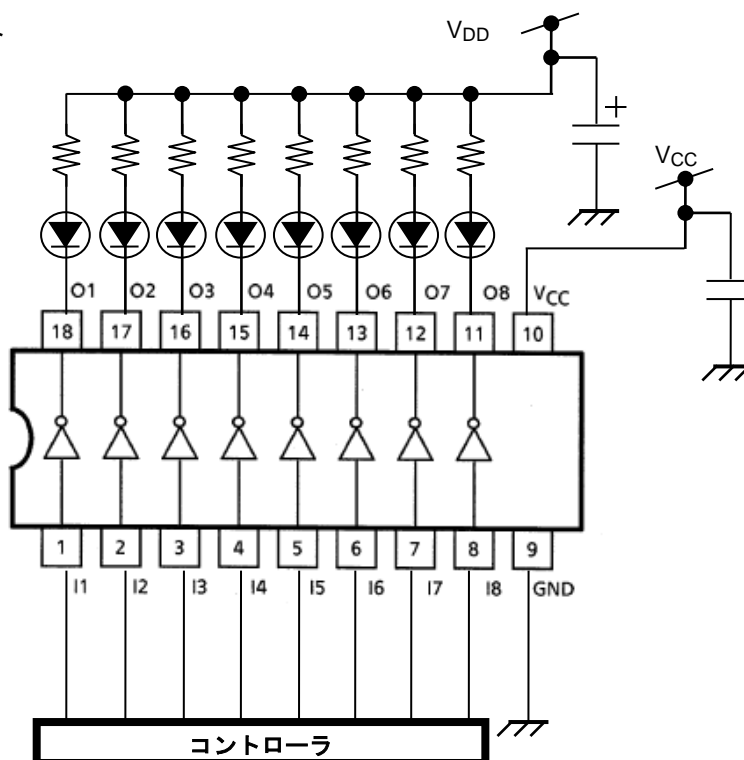 VDD
+
VCC
O1 O2 O3 O4 O5 O6 O7 O8 VCC
18 17 16 15 14 13 12 11 10
1 2 3 4 5 6 7 8 9
I1 I2 I3 I4 I5 I6 I7 I8 GND
コントローラ